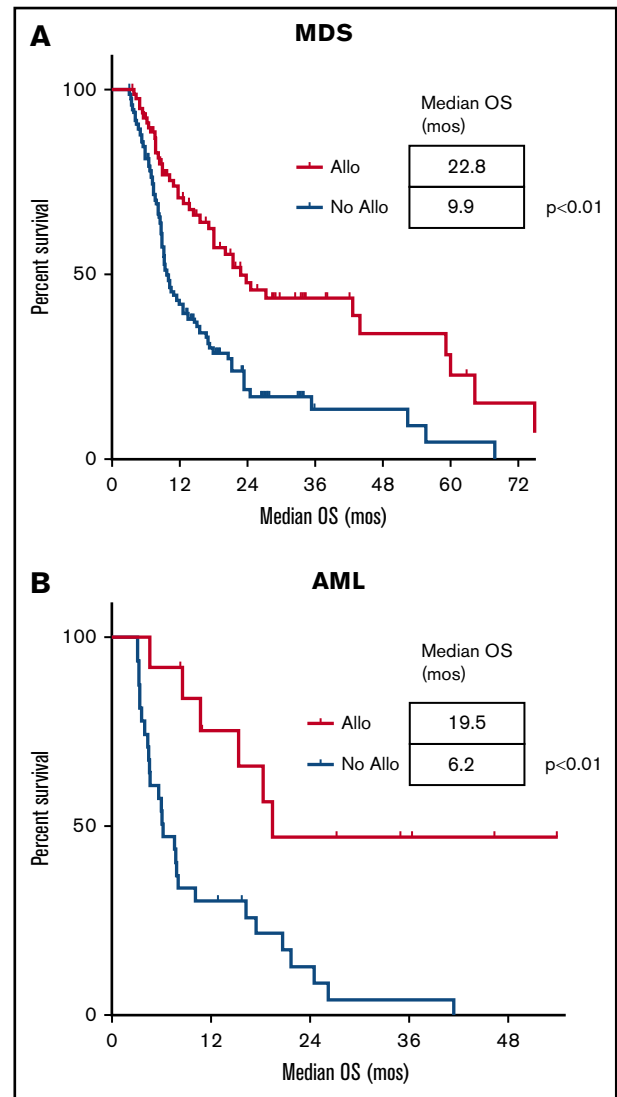 A
MDS
100
50
0
Percent survival
Median OS
(mos)
Allo
22.8
No Allo
9.9
p<0.01
0 12 24 36 48 60 72
Median OS (mos)
B
AML
100
50
0
Percent survival
Median OS
(mos)
Allo
19.5
No Allo
6.2
p<0.01
0 12 24 36 48
Median OS (mos)